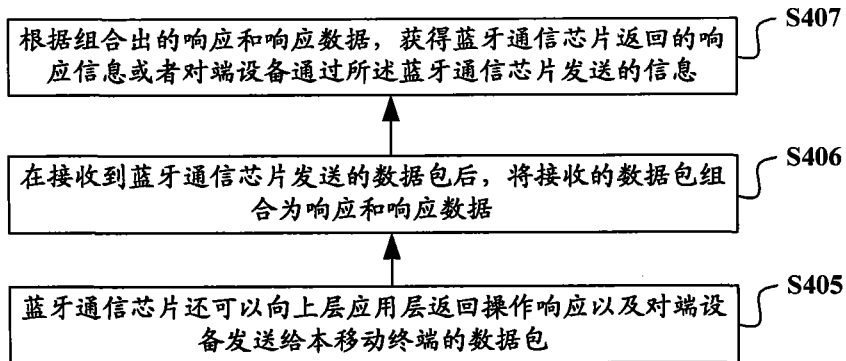 根据组合出的响应和响应数据，获得蓝牙通信芯片返回的响
应信息或者对端设备通过所述蓝牙通信芯片发送的信息
S407
在接收到蓝牙通信芯片发送的数据包后，将接收的数据包组
合为响应和响应数据
S406
蓝牙通信芯片还可以向上层应用层返回操作响应以及对端设
备发送给本移动终端的数据包
S405